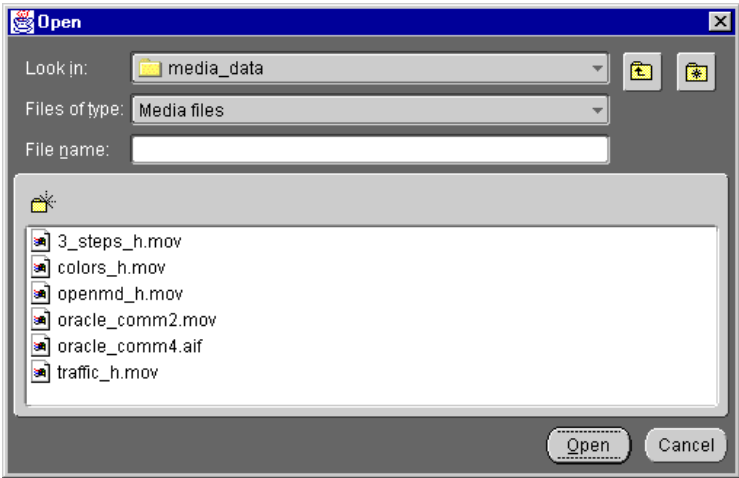 Open
Look in: media_data
Files of type: Media files
File name:
3_steps_h.mov
colors_h.mov
openmd_h.mov
oracle_comm2.mov
oracle_comm4.aif
traffic_h.mov
Open Cancel